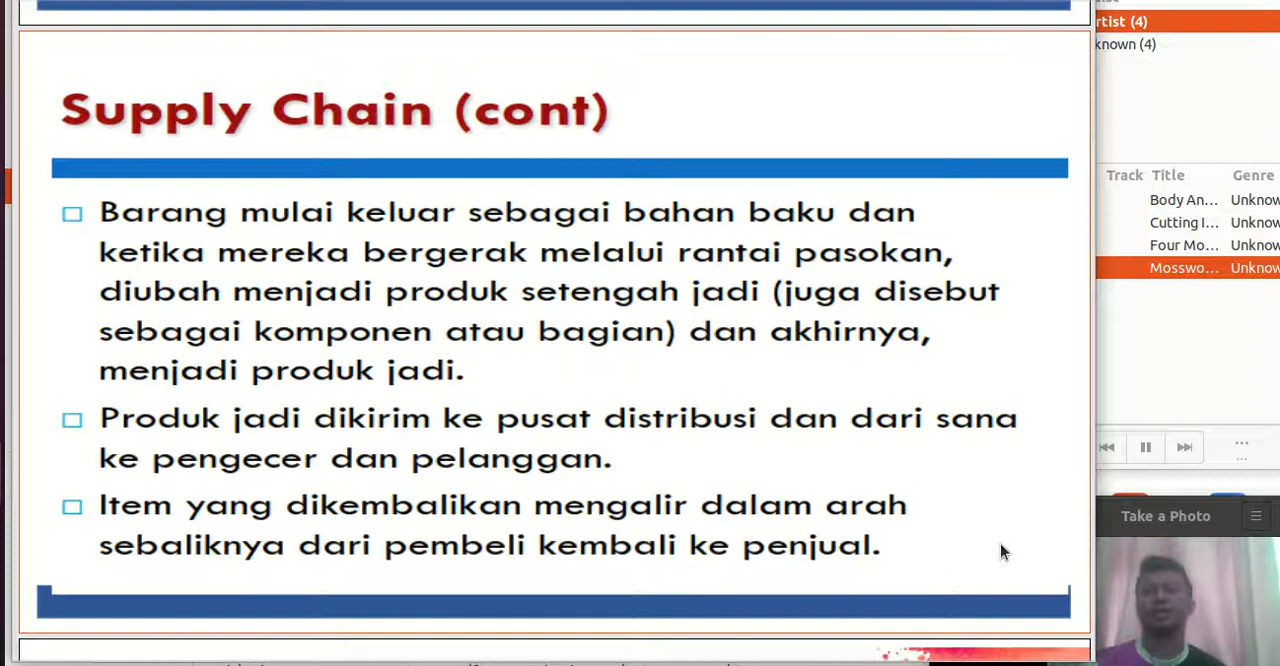 Supply Chain (cont)
Barang mulai keluar sebagai bahan baku dan
ketika mereka bergerak melalui rantai pasokan,
diubah menjadi produk setengah jadi (juga disebut
sebagai komponen atau bagian) dan akhirnya,
menjadi produk jadi.
Produk jadi dikirim ke pusat distribusi dan dari sana
ke pengecer dan pelanggan.
Item yang dikembalikan mengalir dalam arah
sebaliknya dari pembeli kembali ke penjual.
rtist (4)
known (4)
Track Title Genre
Body An... Unknow
Cutting I... Unknow
Four Mo... Unknow
Mosswo... Unknow
Take a Photo